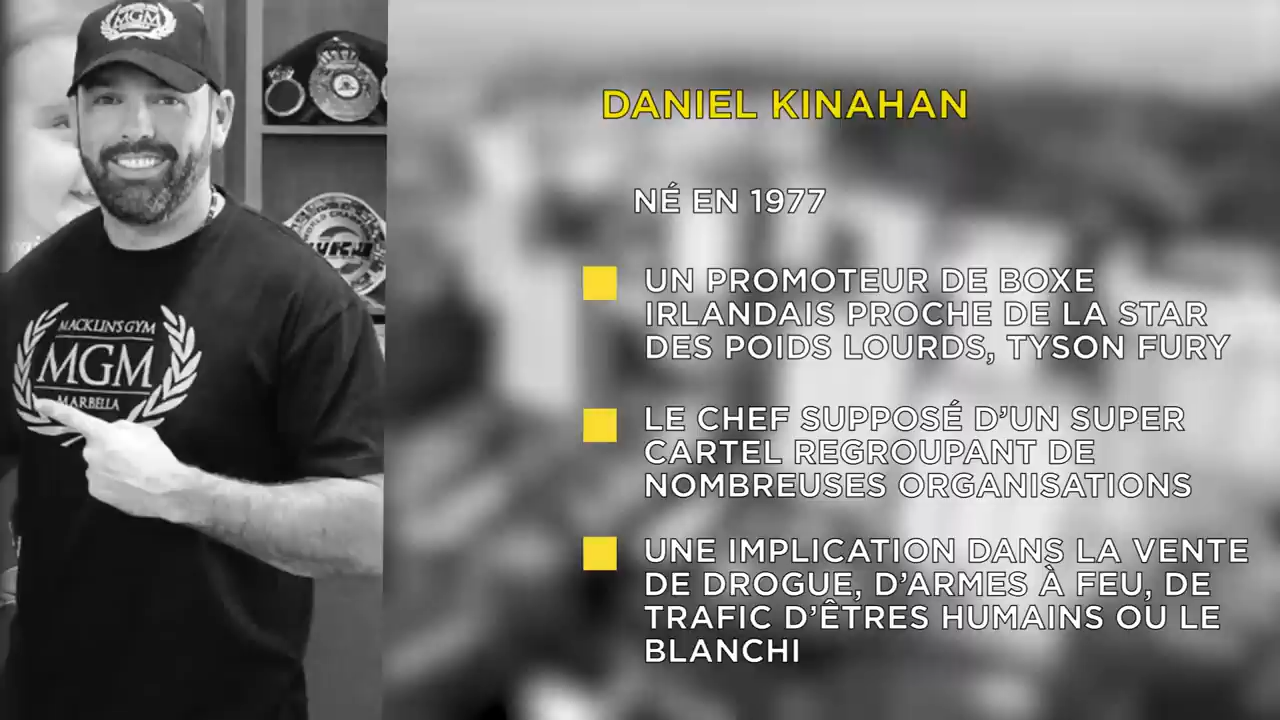 MGM
DANIEL KINAHAN
NÉ EN 1977
UN PROMOTEUR DE BOXE
IRLANDAIS PROCHE DE LA STAR
DES POIDS LOURDS, TYSON FURY
LE CHEF SUPPOSÉ D'UN SUPER
CARTEL REGROUPANT DE
NOMBREUSES ORGANISATIONS
UNE IMPLICATION DANS LA VENTE
DE DROGUE, D'ARMES À FEU, DE
TRAFIC D'ÊTRES HUMAINS OU LE
BLANCHI
MACKLIN'S GYM
MGM
MARBELLA